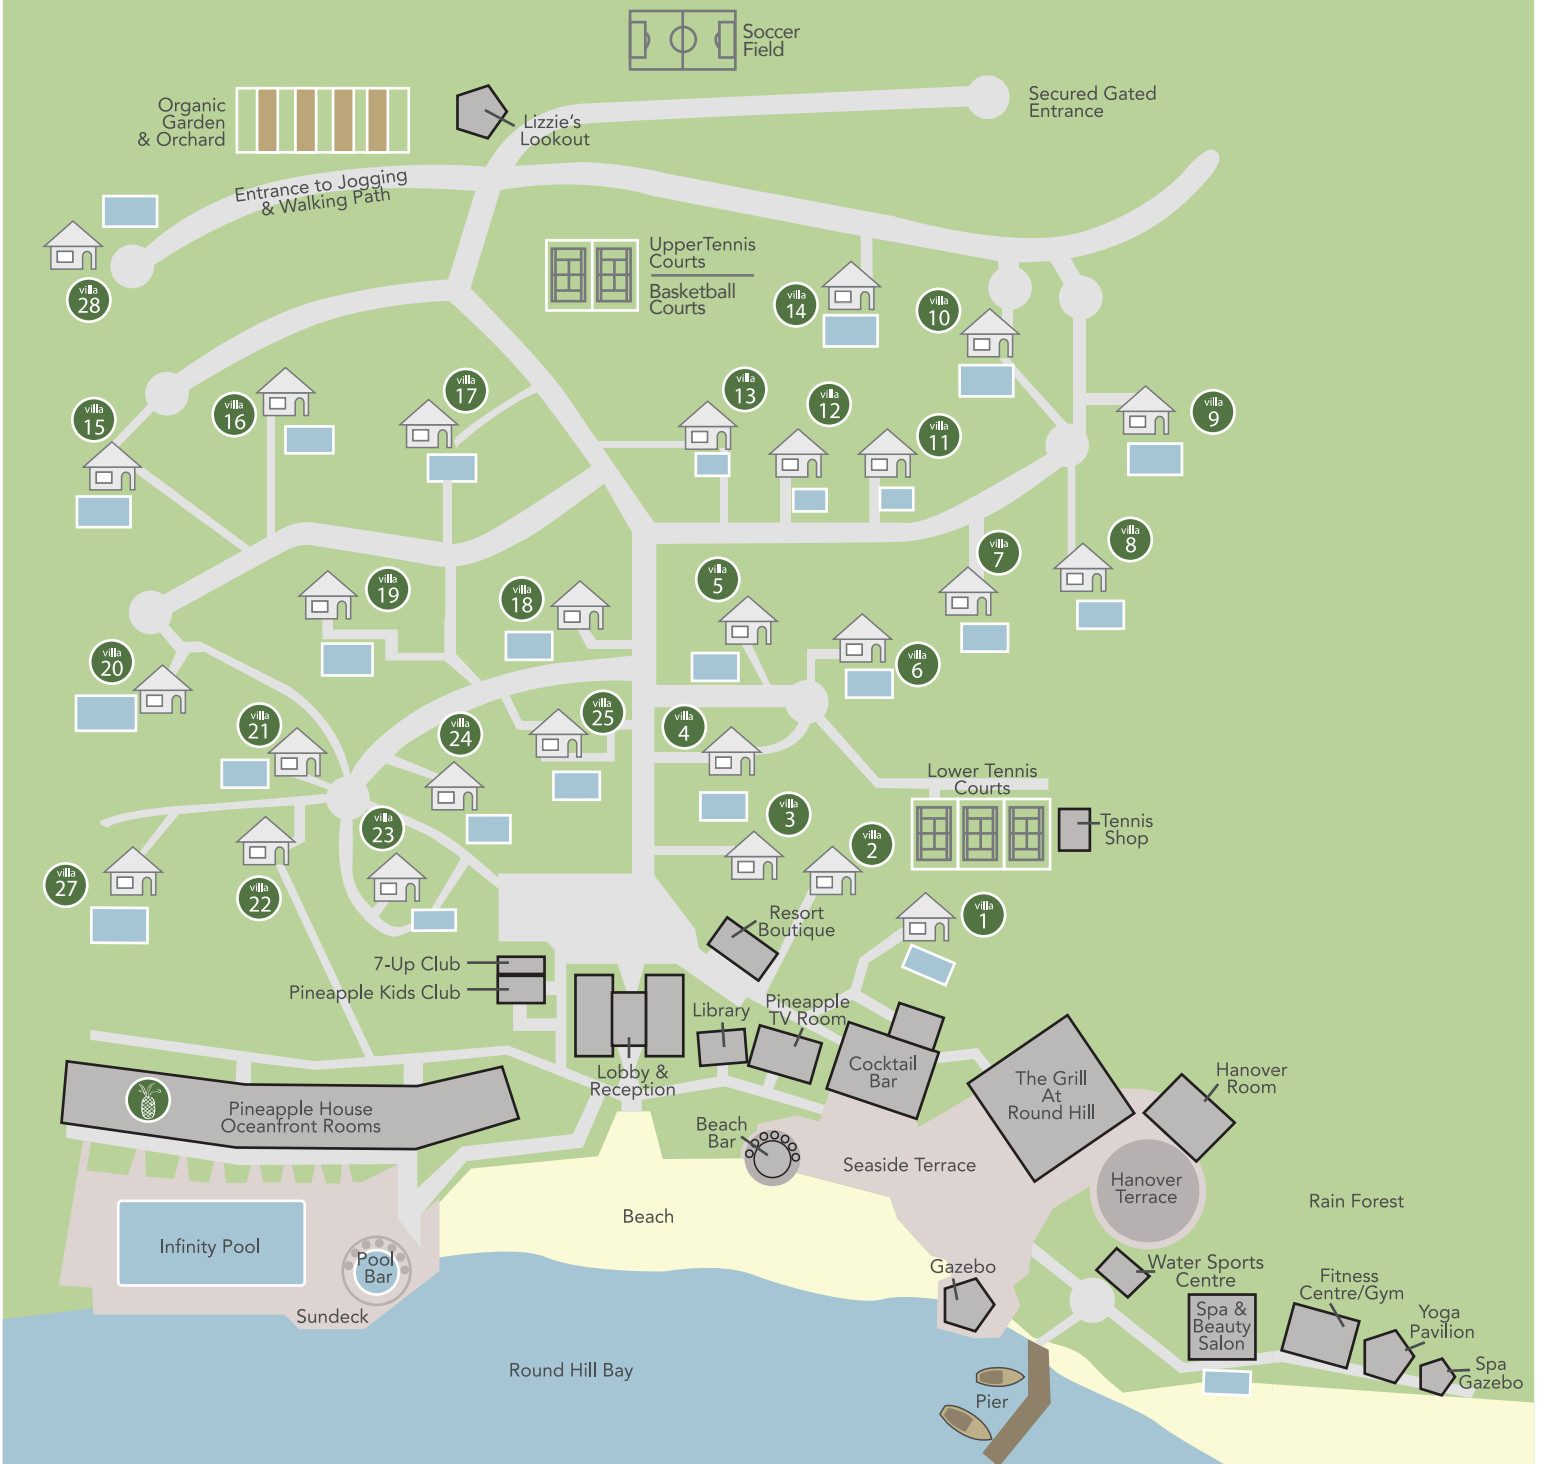 Soccer
Field
Organic
Garden
& Orchard
Lizzie's
Lookout
Secured Gated
Entrance
Entrance to Jogging
& Walking Path
UpperTennis
Courts
Basketball
Courts
villa
28
villa
14
villa
10
villa
15
villa
16
villa
17
villa
13
villa
12
villa
11
villa
9
villa
7
villa
8
villa
19
villa
18
villa
5
villa
6
villa
20
villa
21
villa
24
villa
25
villa
4
Lower Tennis
Courts
villa
3
villa
23
villa
2
Tennis
Shop
villa
27
villa
22
villa
1
Resort
Boutique
7-Up Club
Pineapple Kids Club
Library
Pineapple
TV Room
Lobby &
Reception
Cocktail
Bar
The Grill
At
Round Hill
Hanover
Room
Pineapple House
Oceanfront Rooms
Beach
Bar
Seaside Terrace
Hanover
Terrace
Rain Forest
Beach
Infinity Pool
Pool
Bar
Sundeck
Gazebo
Water Sports
Centre
Fitness
Centre/Gym
Spa &
Beauty
Salon
Yoga
Pavilion
Spa
Gazebo
Round Hill Bay
Pier